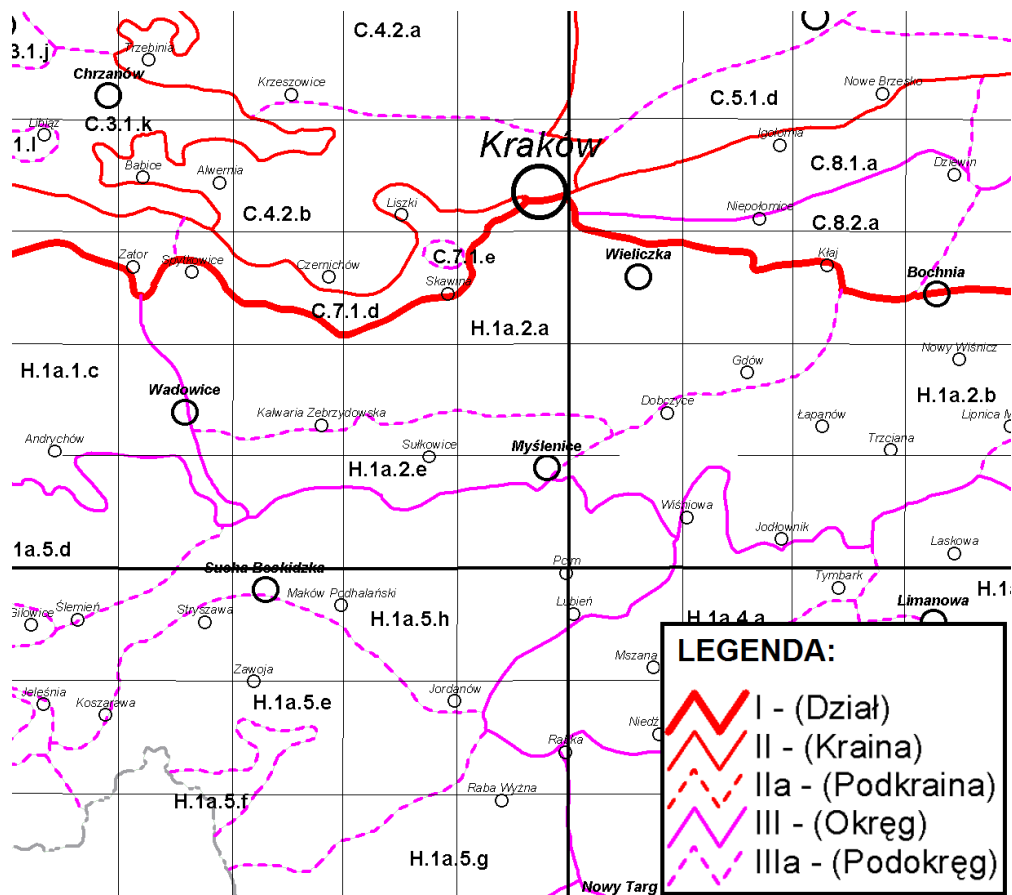 C.4.2.a
3.1.j
Trzebinia
Chrzanów
Krzeszowice
Nowe Brzesko
C.5.1.d
C.3.1.k
Libiąż
1.l
Kraków
Igołomia
Babice
Alwernia
C.8.1.a
Dziewin
C.4.2.b
Liszki
Niepołomice
C.8.2.a
Zator
Spytkowice
C.7.1.e
Wieliczka
Kłaj
Czernichów
Skawina
Bochnia
C.7.1.d
H.1a.2.a
Nowy Wiśnicz
H.1a.1.c
Gdów
Wadowice
H.1a.2.b
Kalwaria Zebrzydowska
Dobczyce
Łapanów
Lipnica M
Andrychów
Sułkowice
Myślenice
Trzciana
H.1a.2.e
Wiśniowa
Jodłownik
1a.5.d
Laskowa
Pcim
Sucha Beskidzka
Tymbark
H.1a
Maków Podhalański
Gilowice
Ślemień
Stryszawa
Lubień
Limanowa
H.1a.5.h
H.1a.4.a
Zawoja
Mszana
LEGENDA:
Jeleśnia
Koszarawa
H.1a.5.e
Jordanów
I - (Dział)
Niedź
Rabka
II - (Kraina)
Raba Wyżna
IIa - (Podkraina)
H.1a.5.f
III - (Okręg)
H.1a.5.g
IIIa - (Podokręg)
Nowy Targ